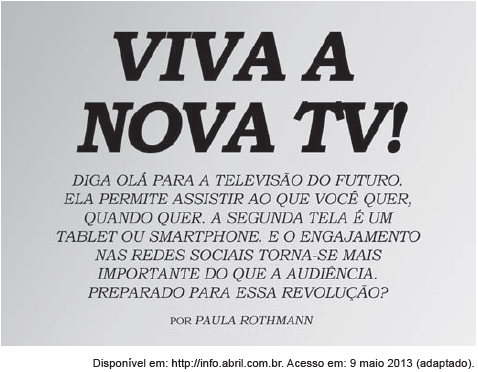 VIVA A
NOVA TV!
DIGA OLÁ PARA A TELEVISÃO DO FUTURO.
ELA PERMITE ASSISTIR AO QUE VOCÊ QUER,
QUANDO QUER. A SEGUNDA TELA É UM
TABLET OU SMARTPHONE. E O ENGAJAMENTO
NAS REDES SOCIAIS TORNA-SE MAIS
IMPORTANTE DO QUE A AUDIÊNCIA.
PREPARADO PARA ESSA REVOLUÇÃO?
POR PAULA ROTHMANN
Disponível em: http://info.abril.com.br. Acesso em: 9 maio 2013 (adaptado).